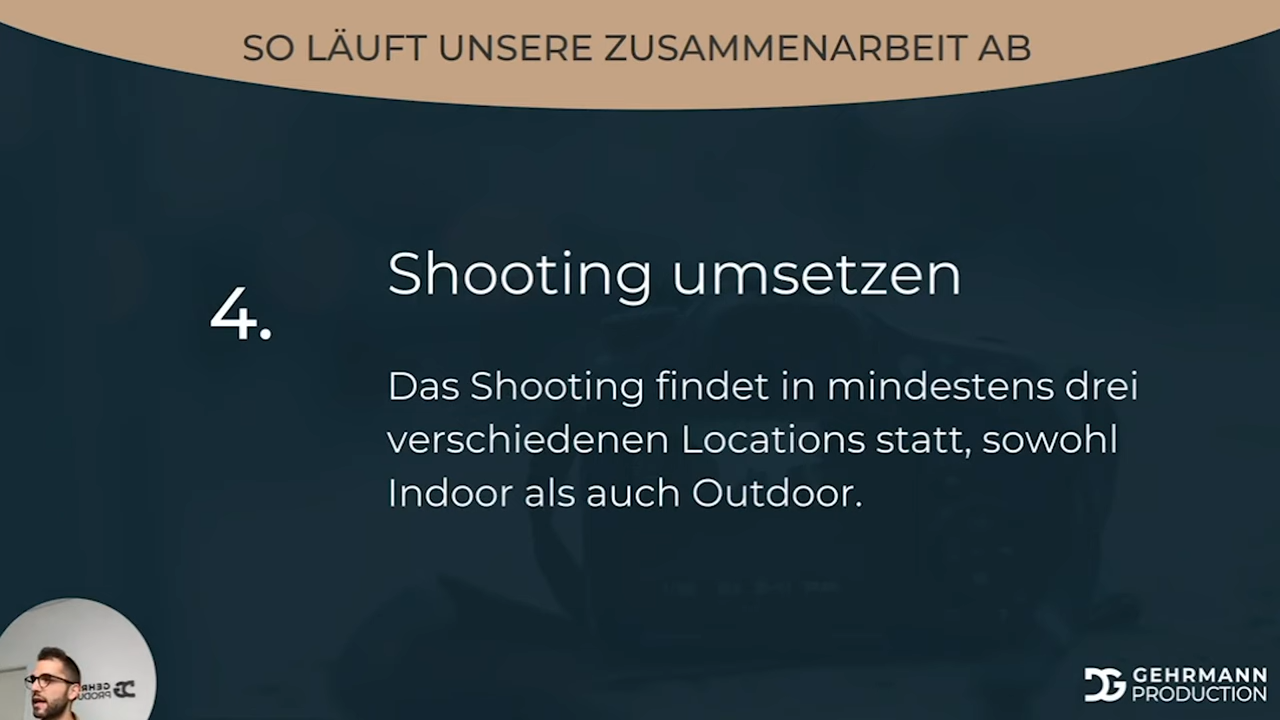 SO LÄUFT UNSERE ZUSAMMENARBEIT AB
4.
Shooting umsetzen
Das Shooting findet in mindestens drei
verschiedenen Locations statt, sowohl
Indoor als auch Outdoor.
GEHRMANN
PRODUCTION